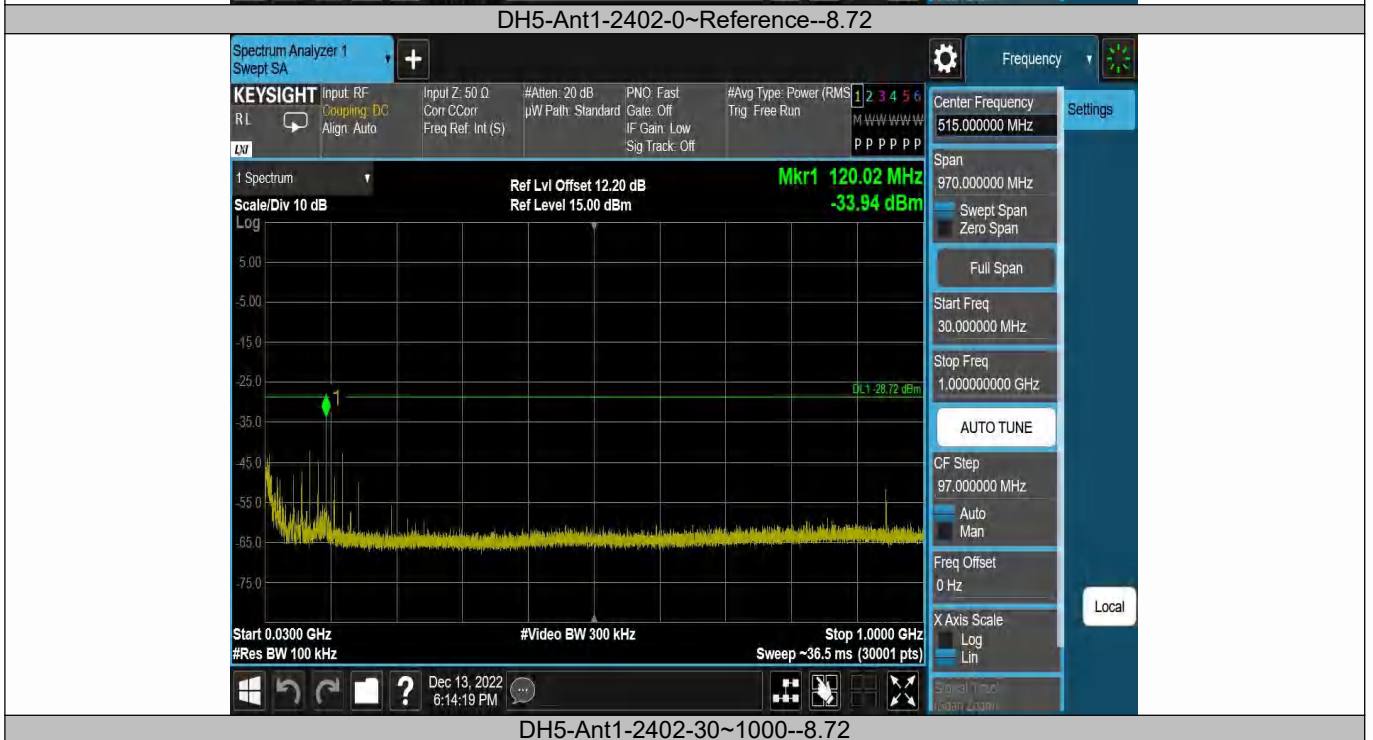 DH5-Ant1-2402-0~Reference--8.72
Spectrum Analyzer 1
Swept SA
+
Frequency
KEYSIGHT
RL
LXI
Input: RF
Coupling: DC
Align: Auto
Input Z: 50 Ω
Corr CCorr
Freq Ref: Int (S)
#Atten: 20 dB
µW Path: Standard
PNO: Fast
Gate: Off
IF Gain: Low
Sig Track: Off
#Avg Type: Power (RMS
Trig: Free Run
1 2 3 4 5 6
M W W W W W
P P P P P P
Center Frequency
515.000000 MHz
Settings
1 Spectrum
Scale/Div 10 dB
Ref Lvl Offset 12.20 dB
Ref Level 15.00 dBm
Mkr1 120.02 MHz
-33.94 dBm
Span
970.000000 MHz
Swept Span
Zero Span
Full Span
Start Freq
30.000000 MHz
Stop Freq
1.000000000 GHz
AUTO TUNE
CF Step
97.000000 MHz
Auto
Man
Freq Offset
0 Hz
X Axis Scale
Log
Lin
Signal Track
(Span Zoom)
Local
Log
5.00
-5.00
-15.0
-25.0
DL1 -28.72 dBm
1
-35.0
-45.0
-55.0
-65.0
-75.0
Start 0.0300 GHz
#Video BW 300 kHz
Stop 1.0000 GHz
#Res BW 100 kHz
Sweep ~36.5 ms (30001 pts)
?
Dec 13, 2022
6:14:19 PM
DH5-Ant1-2402-30~1000--8.72